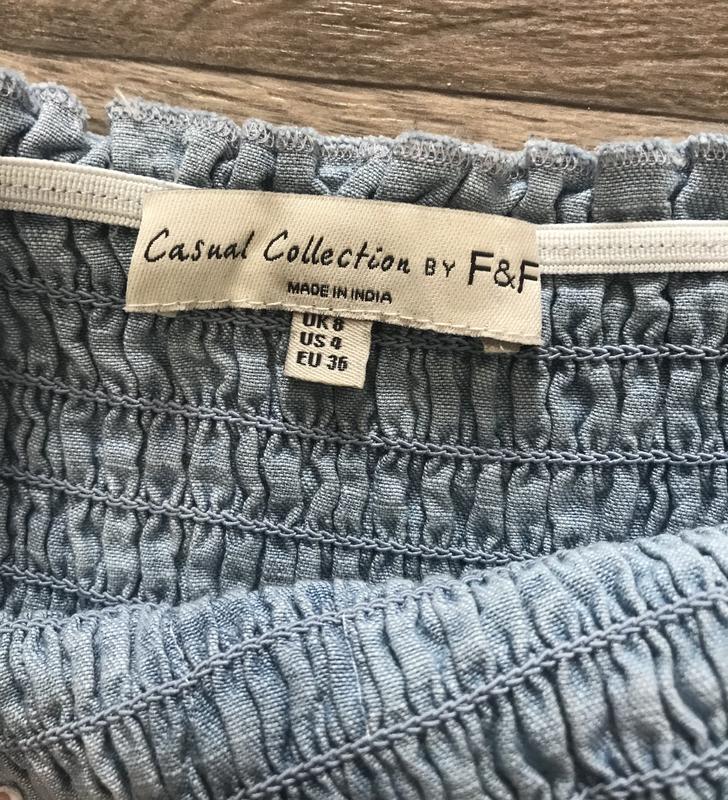 Casual Collection BY F&F
MADE IN INDIA
UK 8
US 4
EU 36